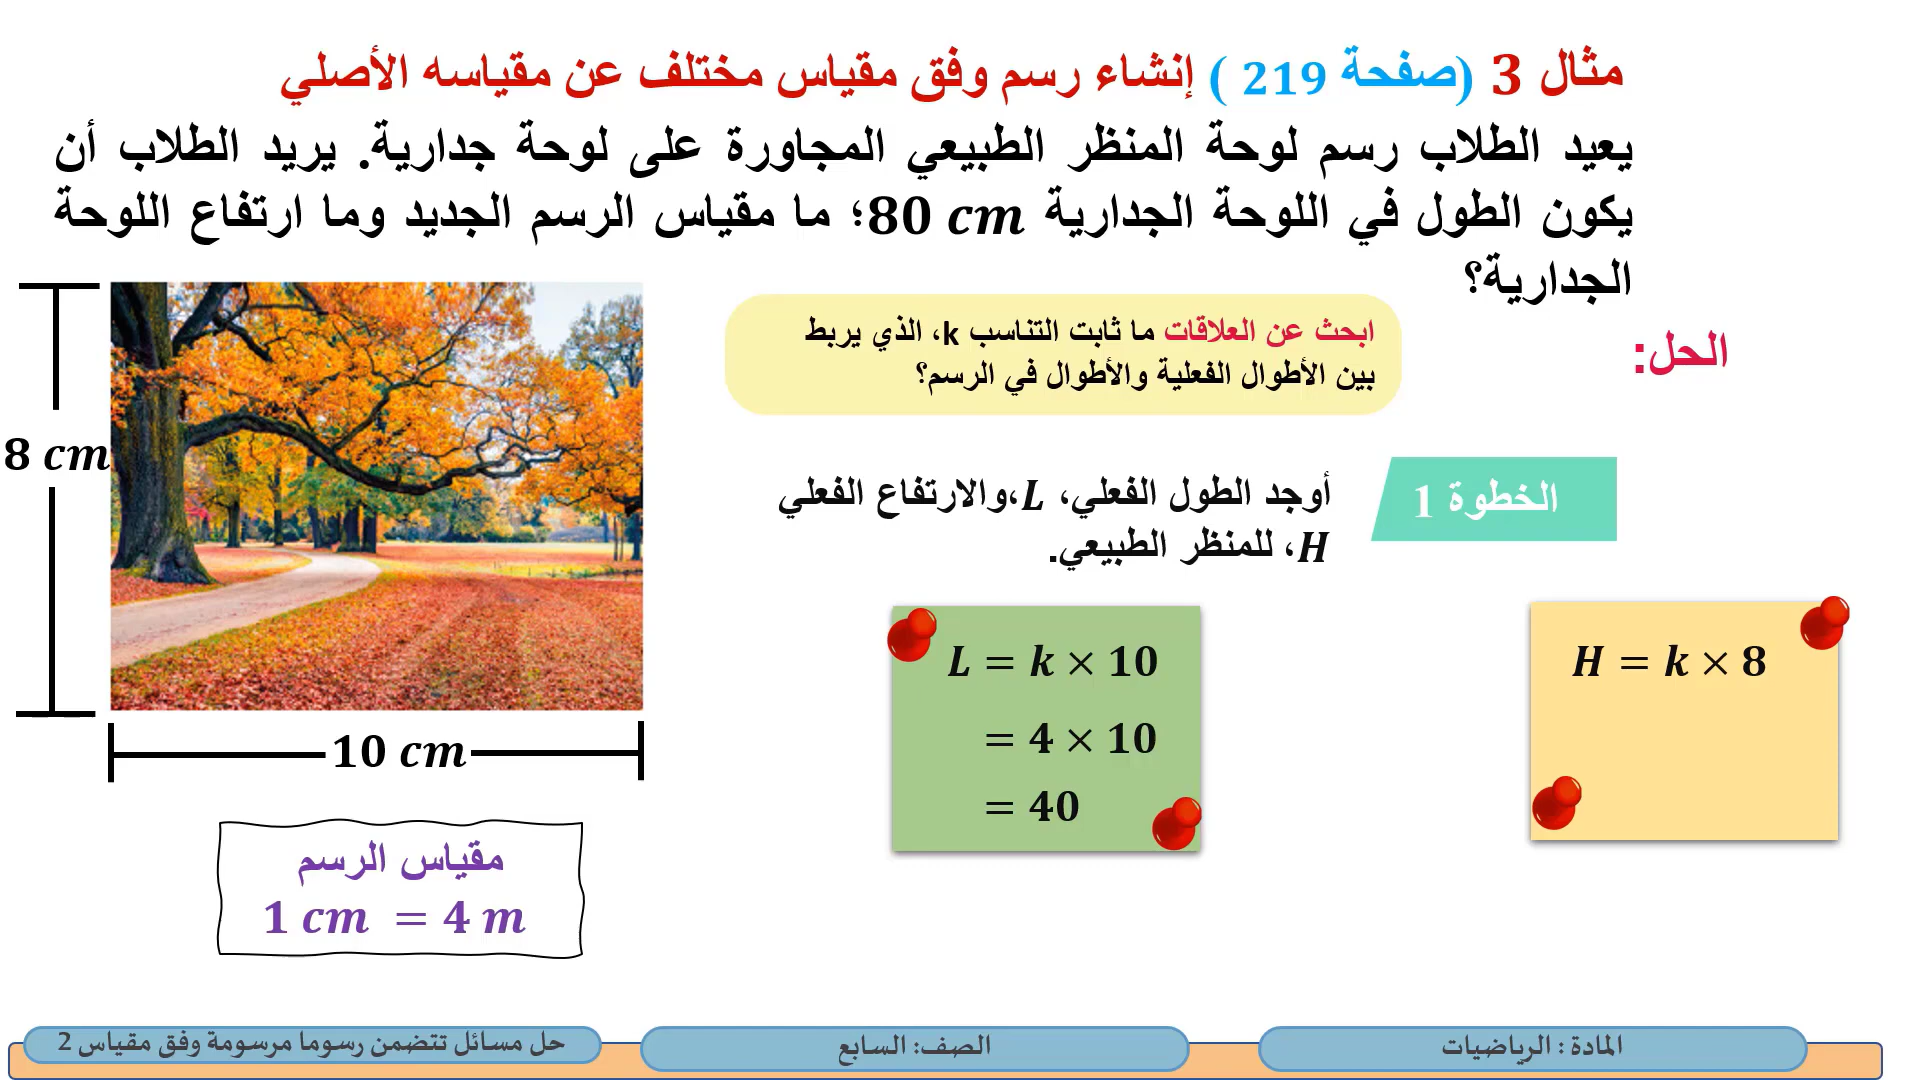 مثال 3 (صفحة 219 ) إنشاء رسم وفق مقياس مختلف عن مقياسه الأصلي
يعيد الطلاب رسم لوحة المنظر الطبيعي المجاورة على لوحة جدارية. يريد الطلاب أن
يكون الطول في اللوحة الجدارية 80 cm؛ ما مقياس الرسم الجديد وما ارتفاع اللوحة
الجدارية؟
الحل:
ابحث عن العلاقات ما ثابت التناسب k، الذي يربط
بين الأطوال الفعلية والأطوال في الرسم؟
الخطوة 1
أوجد الطول الفعلي، L،والارتفاع الفعلي
H، للمنظر الطبيعي.
8 cm
10 cm
مقياس الرسم
1 cm = 4 m
L = k × 10
= 4 × 10
= 40
H = k × 8
المادة : الرياضيات
الصف: السابع
حل مسائل تتضمن رسوما مرسومة وفق مقياس 2